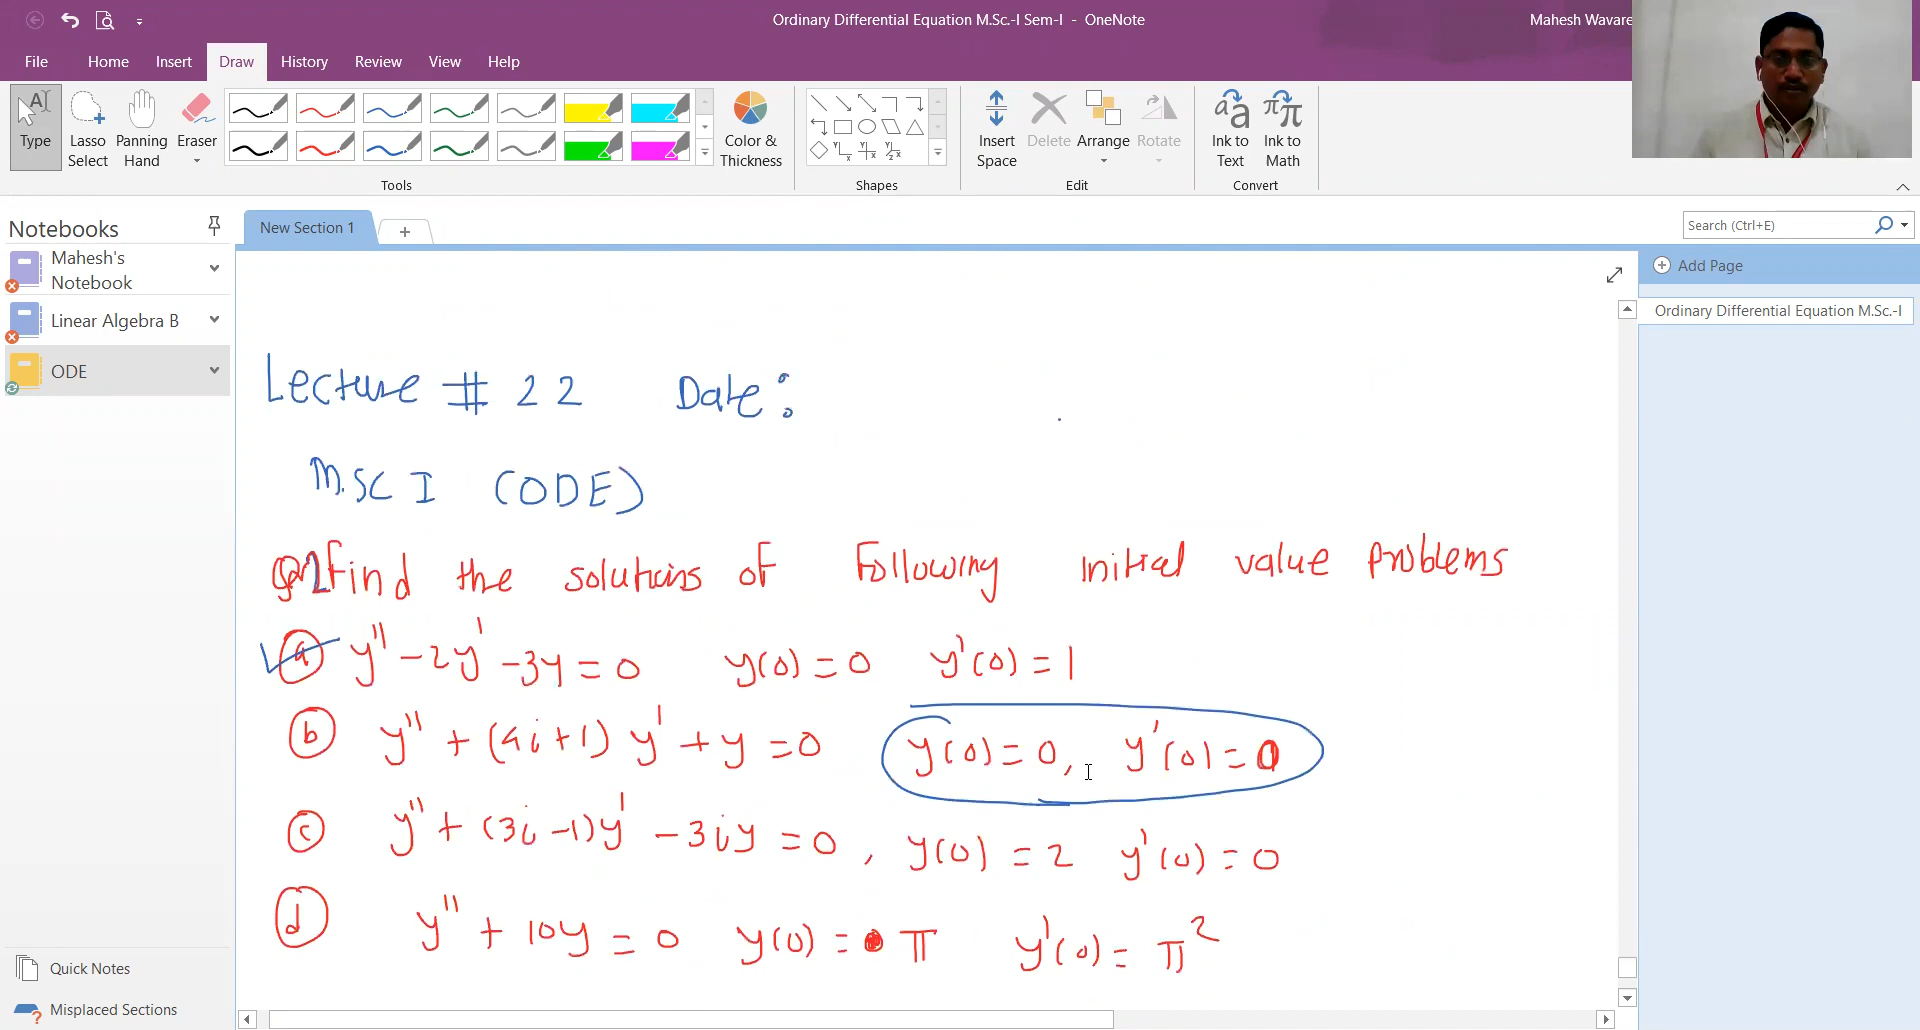 Ordinary Differential Equation M.Sc.-I Sem-I - OneNote
Mahesh Wavare
File Home Insert Draw History Review View Help
Type
Lasso Select
Panning Hand
Eraser
Color & Thickness
Insert Space
Delete
Arrange
Rotate
Ink to Text
Ink to Math
Tools
Shapes
Edit
Convert
Notebooks
Mahesh's Notebook
Linear Algebra B
ODE
Quick Notes
Misplaced Sections
New Section 1
Search (Ctrl+E)
Add Page
Ordinary Differential Equation M.Sc.-I
Lecture # 22 Date:
M.SC I (ODE)
Find the solutions of Following initial value problems
(a) y'' - 2y' - 3y = 0 y(0) = 0 y'(0) = 1
(b) y'' + (4i+1) y' + y = 0 y(0) = 0, y'(0) = 0
(c) y'' + (3i-1)y' - 3iy = 0, y(0) = 2 y'(0) = 0
(d) y'' + 10y = 0 y(0) = π y'(0) = π²